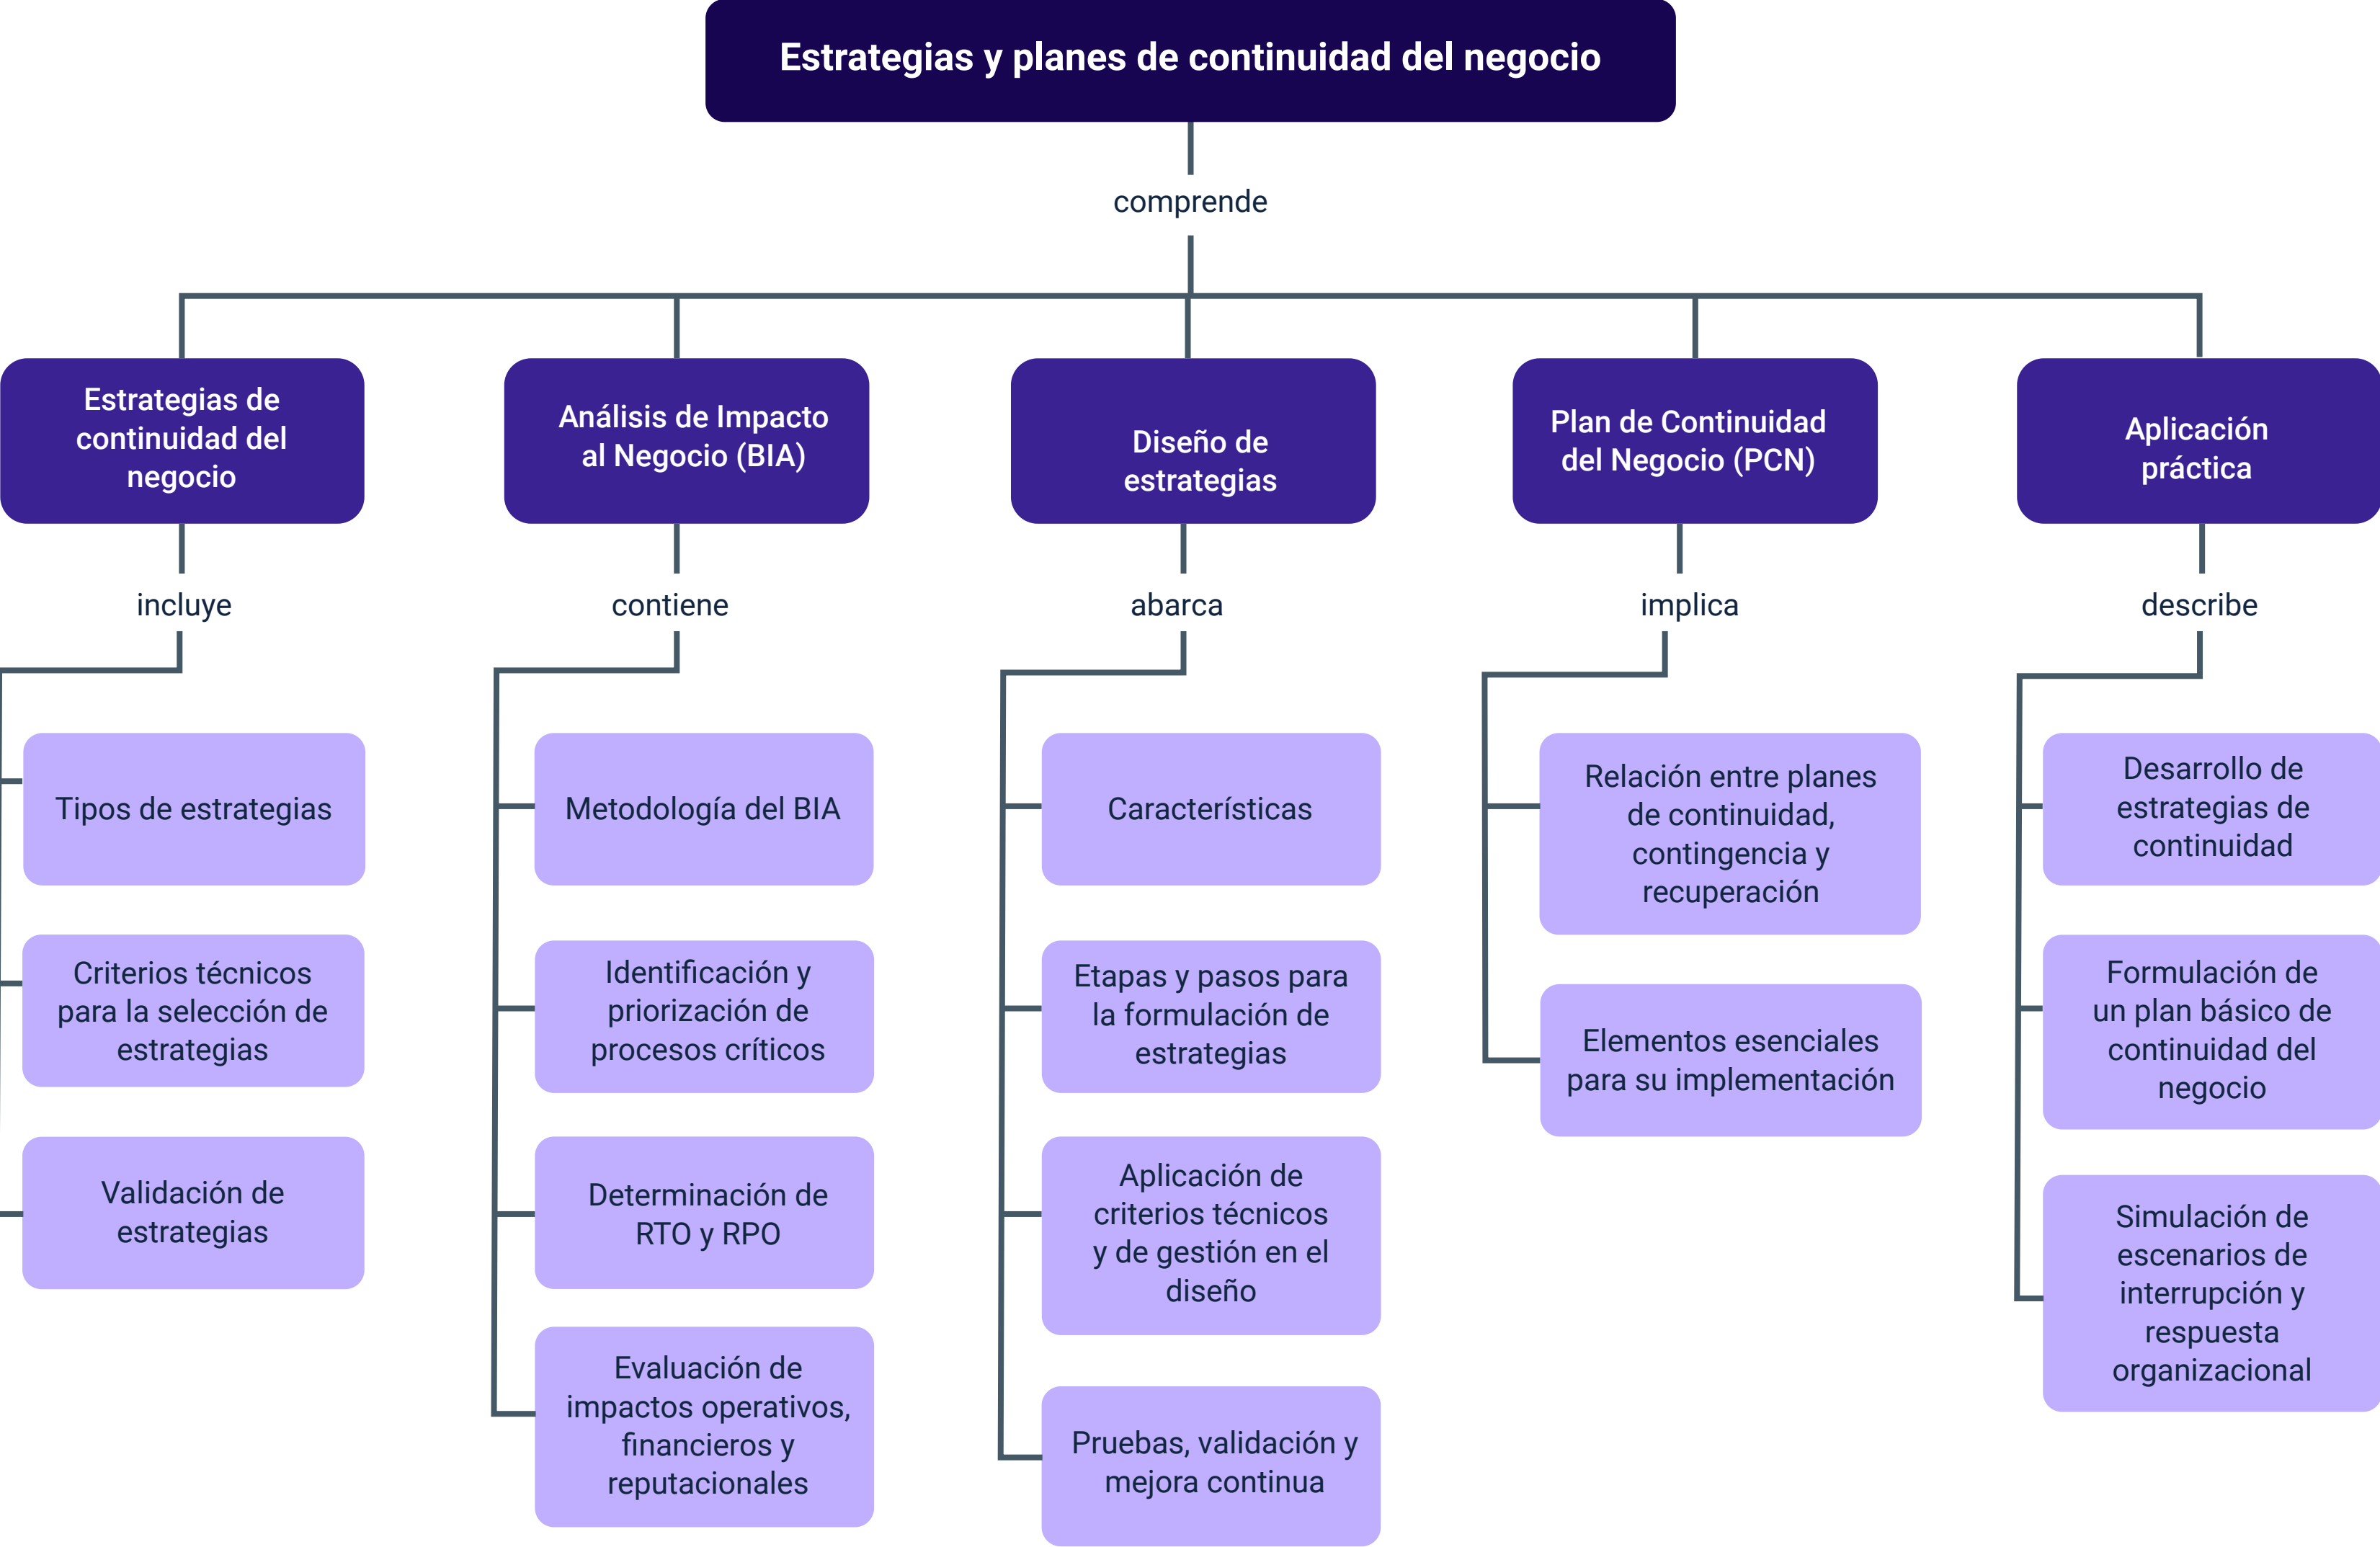 Estrategias y planes de continuidad del negocio
comprende
Estrategias de
continuidad del
negocio
incluye
Tipos de estrategias
Criterios técnicos
para la selección de
estrategias
Validación de
estrategias
Análisis de Impacto
al Negocio (BIA)
contiene
Metodología del BIA
Identificación y
priorización de
procesos críticos
Determinación de
RTO y RPO
Evaluación de
impactos operativos,
financieros y
reputacionales
Diseño de
estrategias
abarca
Características
Etapas y pasos para
la formulación de
estrategias
Aplicación de
criterios técnicos
y de gestión en el
diseño
Pruebas, validación y
mejora continua
Plan de Continuidad
del Negocio (PCN)
implica
Relación entre planes
de continuidad,
contingencia y
recuperación
Elementos esenciales
para su implementación
Aplicación
práctica
describe
Desarrollo de
estrategias de
continuidad
Formulación de
un plan básico de
continuidad del
negocio
Simulación de
escenarios de
interrupción y
respuesta
organizacional